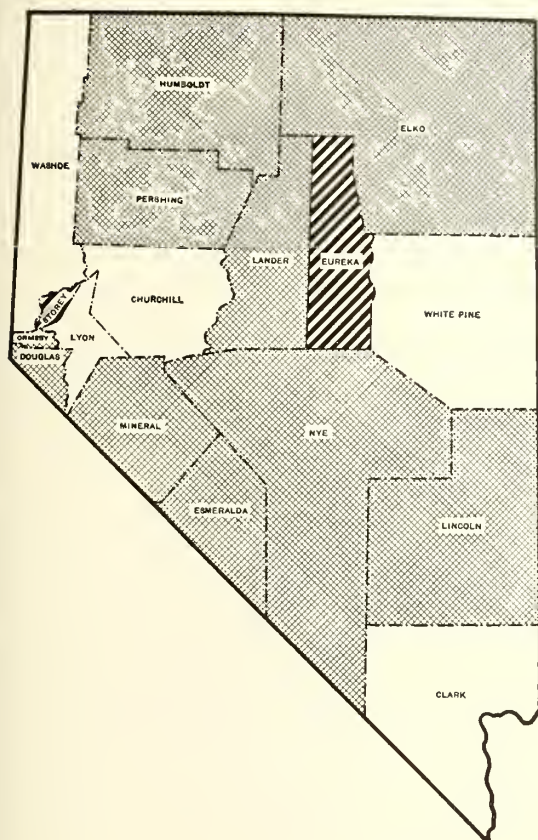 HUMBOLDT
ELKO
WASHOE
PERSHING
LANDER
EUREKA
CHURCHILL
WHITE PINE
STOREY
ORMSBY
LYON
DOUGLAS
MINERAL
NYE
ESMERALDA
LINCOLN
CLARK